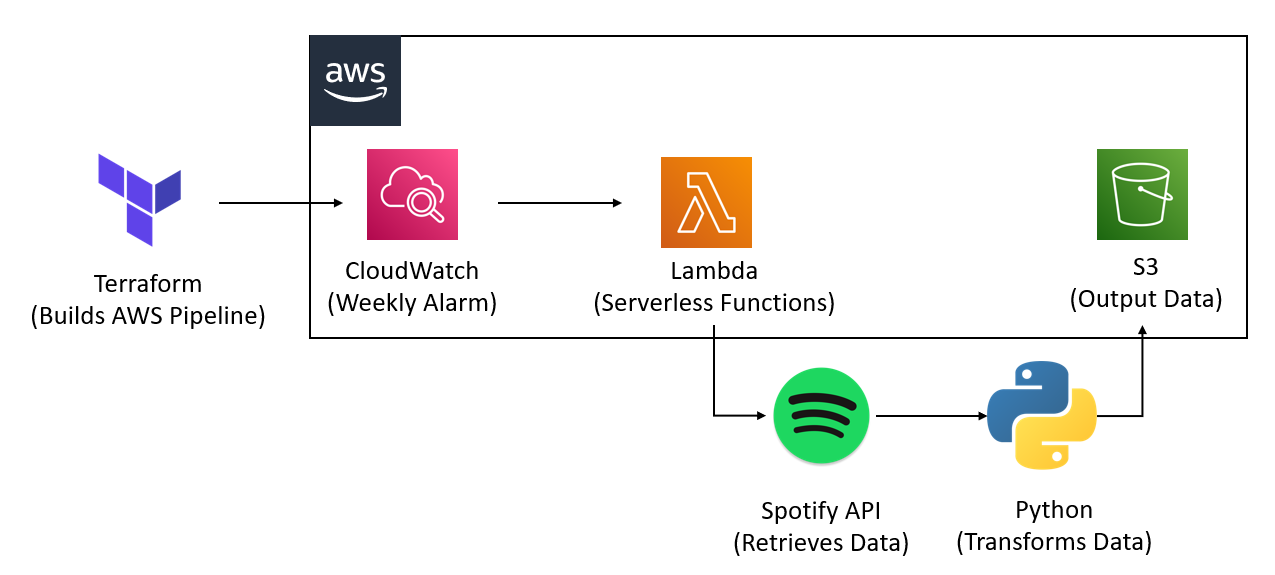 aws
Terraform
(Builds AWS Pipeline)
CloudWatch
(Weekly Alarm)
Lambda
(Serverless Functions)
S3
(Output Data)
Spotify API
(Retrieves Data)
Python
(Transforms Data)